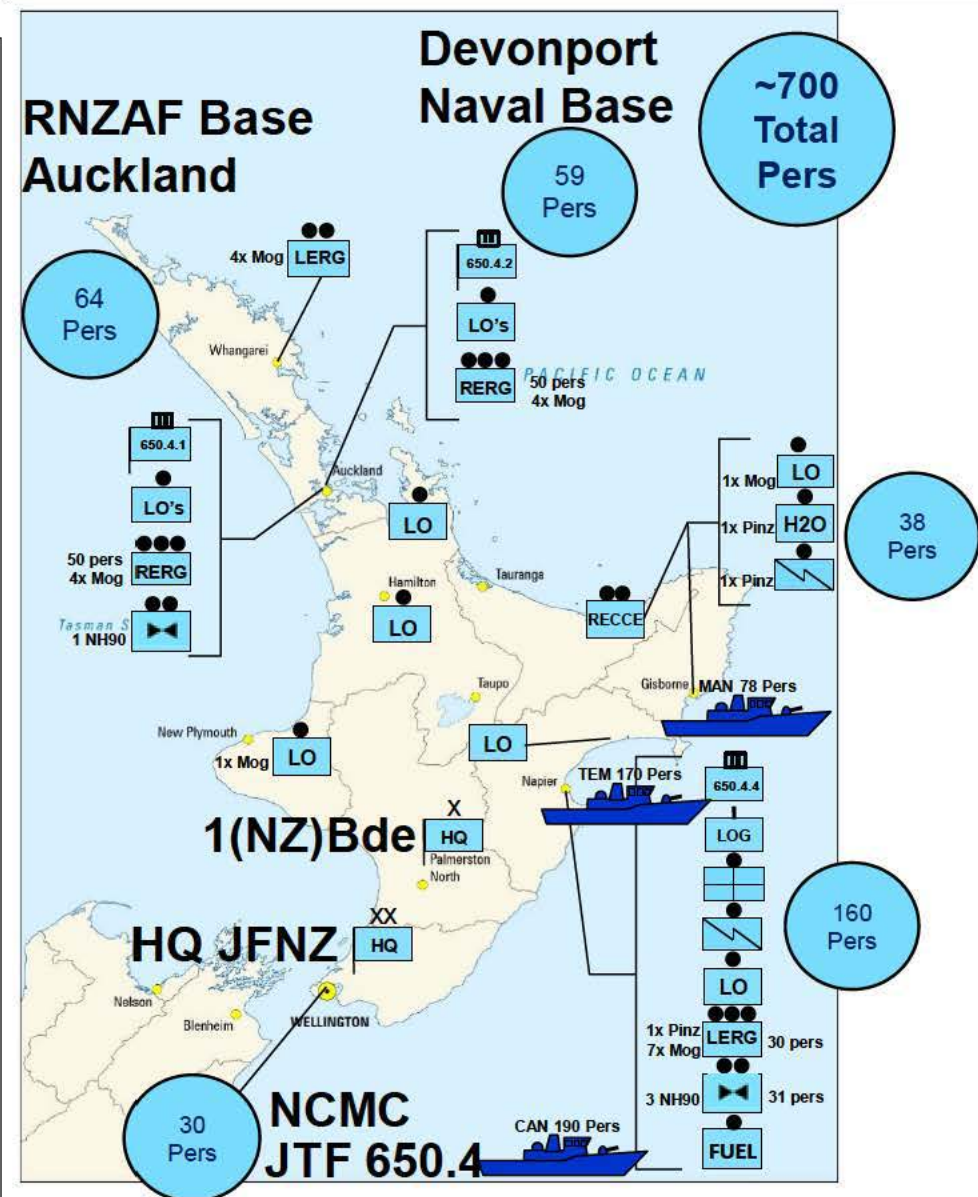 Devonport
Naval Base
~700
Total
Pers
RNZAF Base
Auckland
59
Pers
4x Mog LERG
650.4.2
64
Pers
LO's
Whangarei
RERG
PACIFIC OCEAN
50 pers
4x Mog
650.4.1
Auckland
LO
1x Mog
LO's
LO
1x Pinz H2O
38
Pers
50 pers
4x Mog
RERG
Hamilton
Tauranga
1x Pinz
LO
RECCE
Tasman S
1 NH90
Taupo
Gisborne
MAN 78 Pers
New Plymouth
1x Mog LO
LO
Napier
TEM 170 Pers
650.4.4
X
1(NZ)Bde
HQ
LOG
Palmerston
North
XX
HQ JFNZ
HQ
160
Pers
LO
Nelson
Blenheim
WELLINGTON
1x Pinz
7x Mog
LERG
30 pers
3 NH90
31 pers
30
Pers
NCMC
JTF 650.4
CAN 190 Pers
FUEL